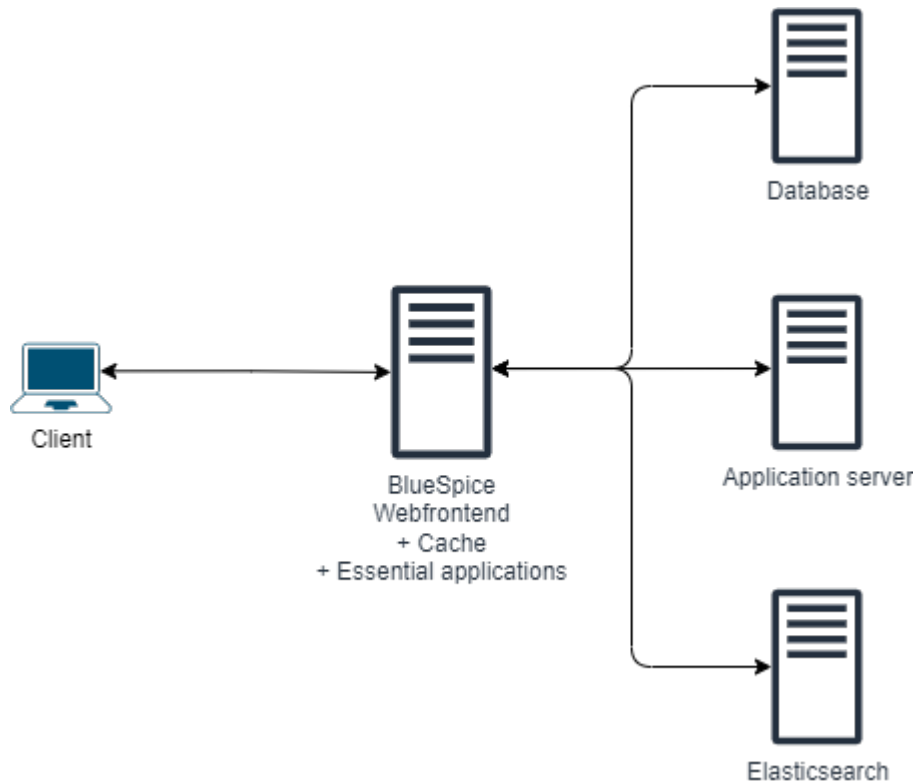 Database
Client
BlueSpice
Webfrontend
+ Cache
+ Essential applications
Application server
Elasticsearch